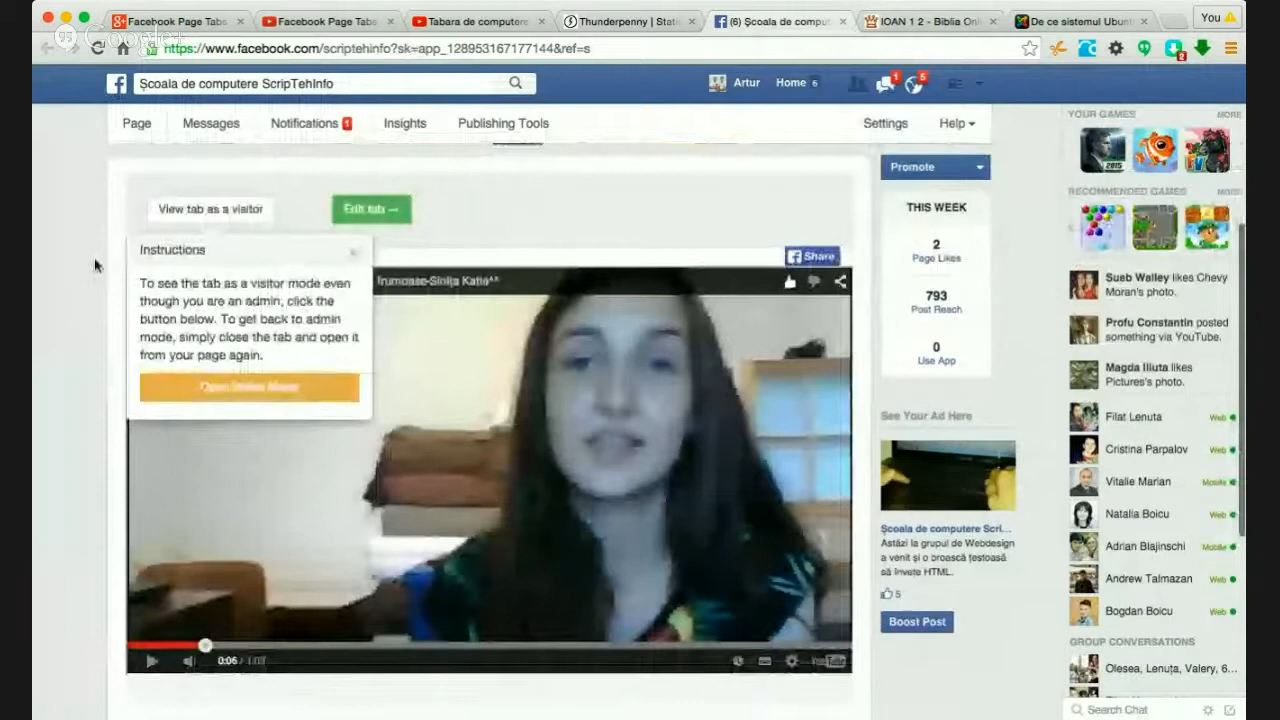 Facebook Page Tabs
Facebook Page Tabs
Tabara de computere
Thunderpenny | Stati
(6) Școala de comput
IOAN 1 2 - Biblia Onli
De ce sistemul Ubunt
You
Google+
https://www.facebook.com/scriptehinfo?sk=app_128953167177144&ref=s
Școala de computere ScripTehInfo
Artur
Home 6
1
5
Page
Messages
Notifications 1
Insights
Publishing Tools
Settings
Help
View tab as a visitor
Edit tab
Instructions
To see the tab as a visitor mode even
though you are an admin, click the
button below. To get back to admin
mode, simply close the tab and open it
from your page again.
Share
0:06
Promote
THIS WEEK
2
Page Likes
793
Post Reach
0
Use App
See Your Ad Here
Școala de computere Scri...
Astăzi la grupul de Webdesign
a venit și o broască țestoasă
să învețe HTML.
5
Boost Post
YOUR GAMES
MORE
2015
RECOMMENDED GAMES
MORE
Sueb Walley likes Chevy
Moran's photo.
Profu Constantin posted
something via YouTube.
Magda Iliuta likes
Pictures's photo.
Filat Lenuta
Web
Cristina Parpalov
Web
Vitalie Marian
Mobile
Natalia Boicu
Web
Adrian Blajinschi
Mobile
Andrew Talmazan
Web
Bogdan Boicu
Web
GROUP CONVERSATIONS
Olesea, Lenuța, Valery, 6...
Search Chat